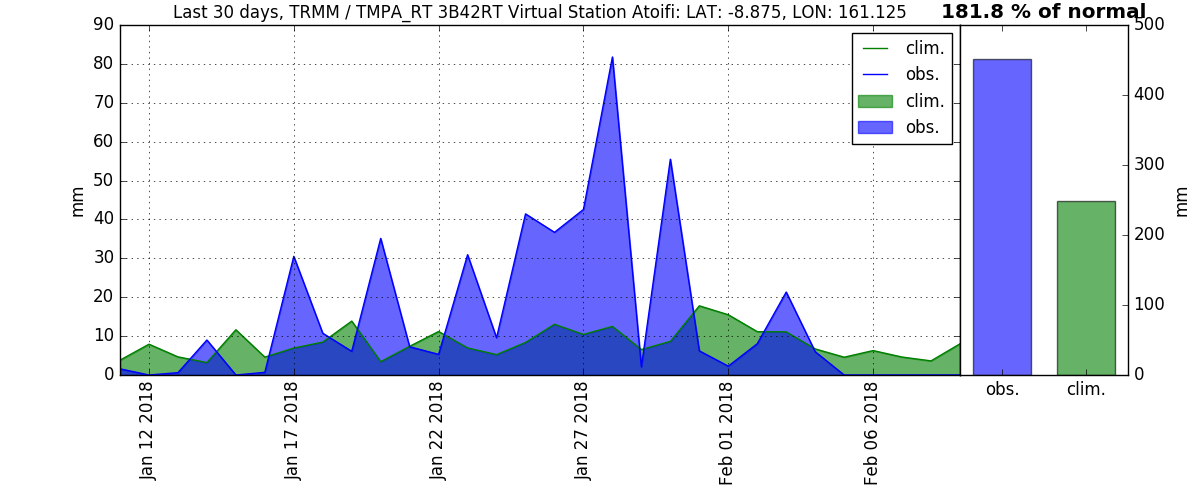 Last 30 days, TRMM / TMPA_RT 3B42RT Virtual Station Atoifi: LAT: -8.875, LON: 161.125
181.8 % of normal
90
80
70
60
50
40
30
20
10
0
mm
clim.
obs.
clim.
obs.
Jan 12 2018
Jan 17 2018
Jan 22 2018
Jan 27 2018
Feb 01 2018
Feb 06 2018
500
400
300
200
100
0
mm
obs.
clim.